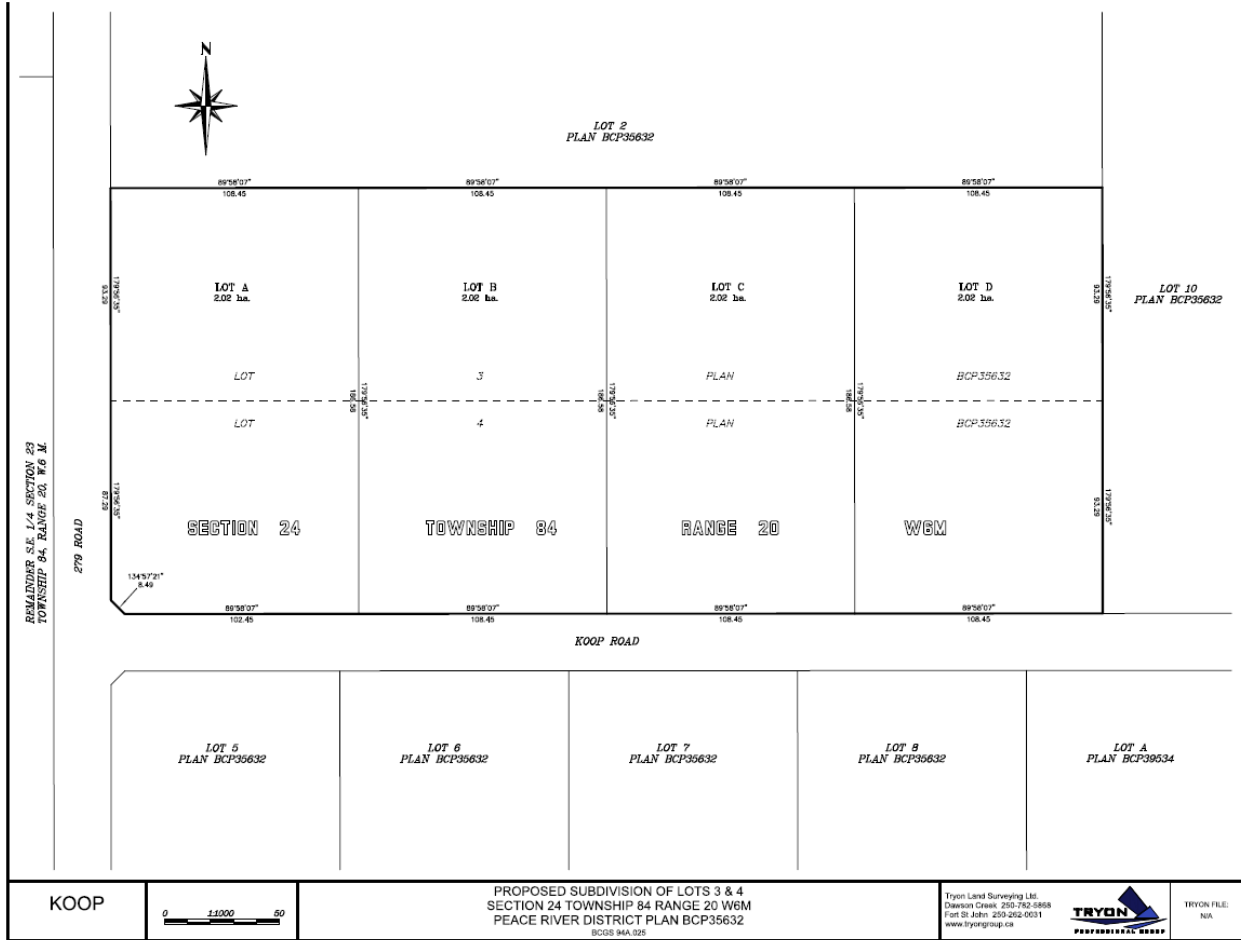 N
LOT 2
PLAN BCP35632
89°58'07"
108.45
89°58'07"
108.45
89°58'07"
108.45
89°58'07"
108.45
179°56'35"
93.29
LOT A
2.02 ha.
LOT B
2.02 ha.
LOT C
2.02 ha.
LOT D
2.02 ha.
179°56'35"
93.29
LOT 10
PLAN BCP35632
LOT 3 PLAN BCP35632
179°56'35"
186.58
179°56'35"
186.58
179°56'35"
186.58
LOT 4 PLAN BCP35632
REMAINDER S.E. 1/4 SECTION 23
TOWNSHIP 84, RANGE 20, W.6 M.
279 ROAD
179°56'35"
87.29
SECTION 24 TOWNSHIP 84 RANGE 20 W6M
179°56'35"
93.29
134°57'21"
8.49
89°58'07"
102.45
89°58'07"
108.45
89°58'07"
108.45
89°58'07"
108.45
KOOP ROAD
LOT 5
PLAN BCP35632
LOT 6
PLAN BCP35632
LOT 7
PLAN BCP35632
LOT 8
PLAN BCP35632
LOT A
PLAN BCP39534
KOOP
0 1:1000 50
PROPOSED SUBDIVISION OF LOTS 3 & 4
SECTION 24 TOWNSHIP 84 RANGE 20 W6M
PEACE RIVER DISTRICT PLAN BCP35632
BCGS 94A.025
Tryon Land Surveying Ltd.
Dawson Creek 250-782-5868
Fort St John 250-262-0031
www.tryongroup.ca
TRYON
PROFESSIONAL GROUP
TRYON FILE:
N/A